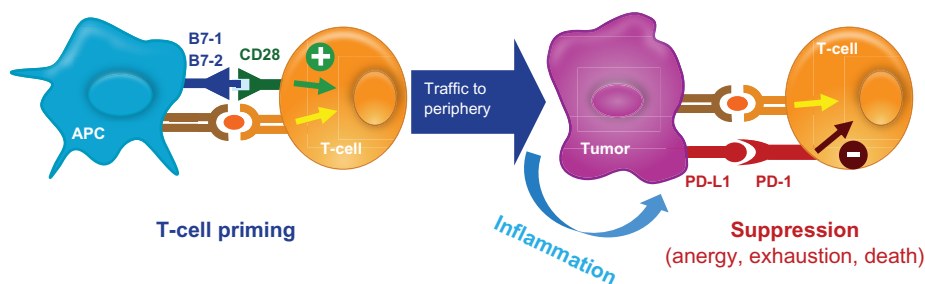 B7-1
B7-2
CD28
+
APC
T-cell
T-cell priming
Traffic to
periphery
Inflammation
Tumor
T-cell
PD-L1
PD-1
–
Suppression
(anergy, exhaustion, death)